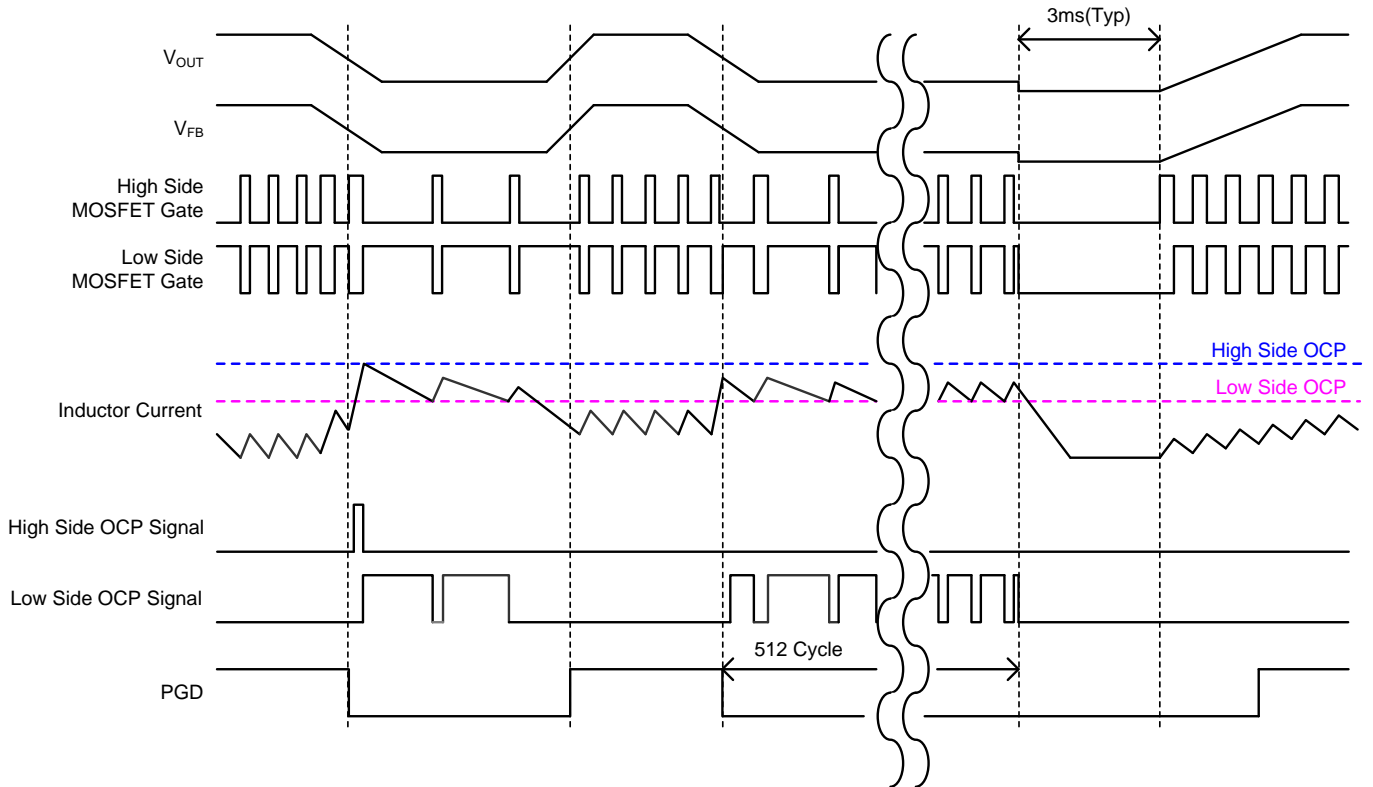 3ms(Typ)
VOUT
VFB
High Side
MOSFET Gate
Low Side
MOSFET Gate
High Side OCP
Low Side OCP
Inductor Current
High Side OCP Signal
Low Side OCP Signal
512 Cycle
PGD